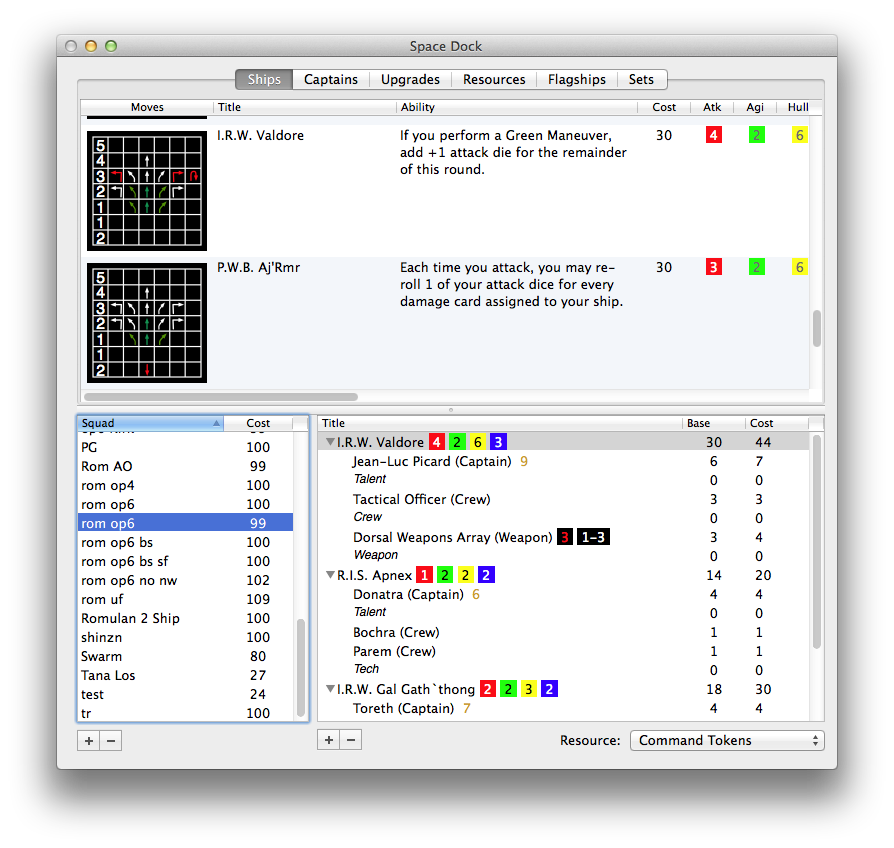 Space Dock
Ships Captains Upgrades Resources Flagships Sets
Moves Title Ability Cost Atk Agi Hull
I.R.W. Valdore If you perform a Green Maneuver, 30 4 2 6
add +1 attack die for the remainder
of this round.
5
4
3
2
1
1
2
P.W.B. Aj'Rmr Each time you attack, you may re-
roll 1 of your attack dice for every
damage card assigned to your ship. 30 3 2 6
5
4
3
2
1
1
2
Squad Cost
PG 100
Rom AO 99
rom op4 100
rom op6 100
rom op6 99
rom op6 bs 100
rom op6 bs sf 100
rom op6 no nw 102
rom uf 109
Romulan 2 Ship 100
shinzn 100
Swarm 80
Tana Los 27
test 24
tr 100
+ −
Title Base Cost
I.R.W. Valdore 4 2 6 3 30 44
Jean-Luc Picard (Captain) 9 6 7
Talent 0 0
Tactical Officer (Crew) 3 3
Crew 0 0
Dorsal Weapons Array (Weapon) 3 1-3 3 4
Weapon 0 0
R.I.S. Apnex 1 2 2 2 14 20
Donatra (Captain) 6 4 4
Talent 0 0
Bochra (Crew) 1 1
Parem (Crew) 1 1
Tech 0 0
I.R.W. Gal Gath`thong 2 2 3 2 18 30
Toreth (Captain) 7 4 4
+ −
Resource: Command Tokens